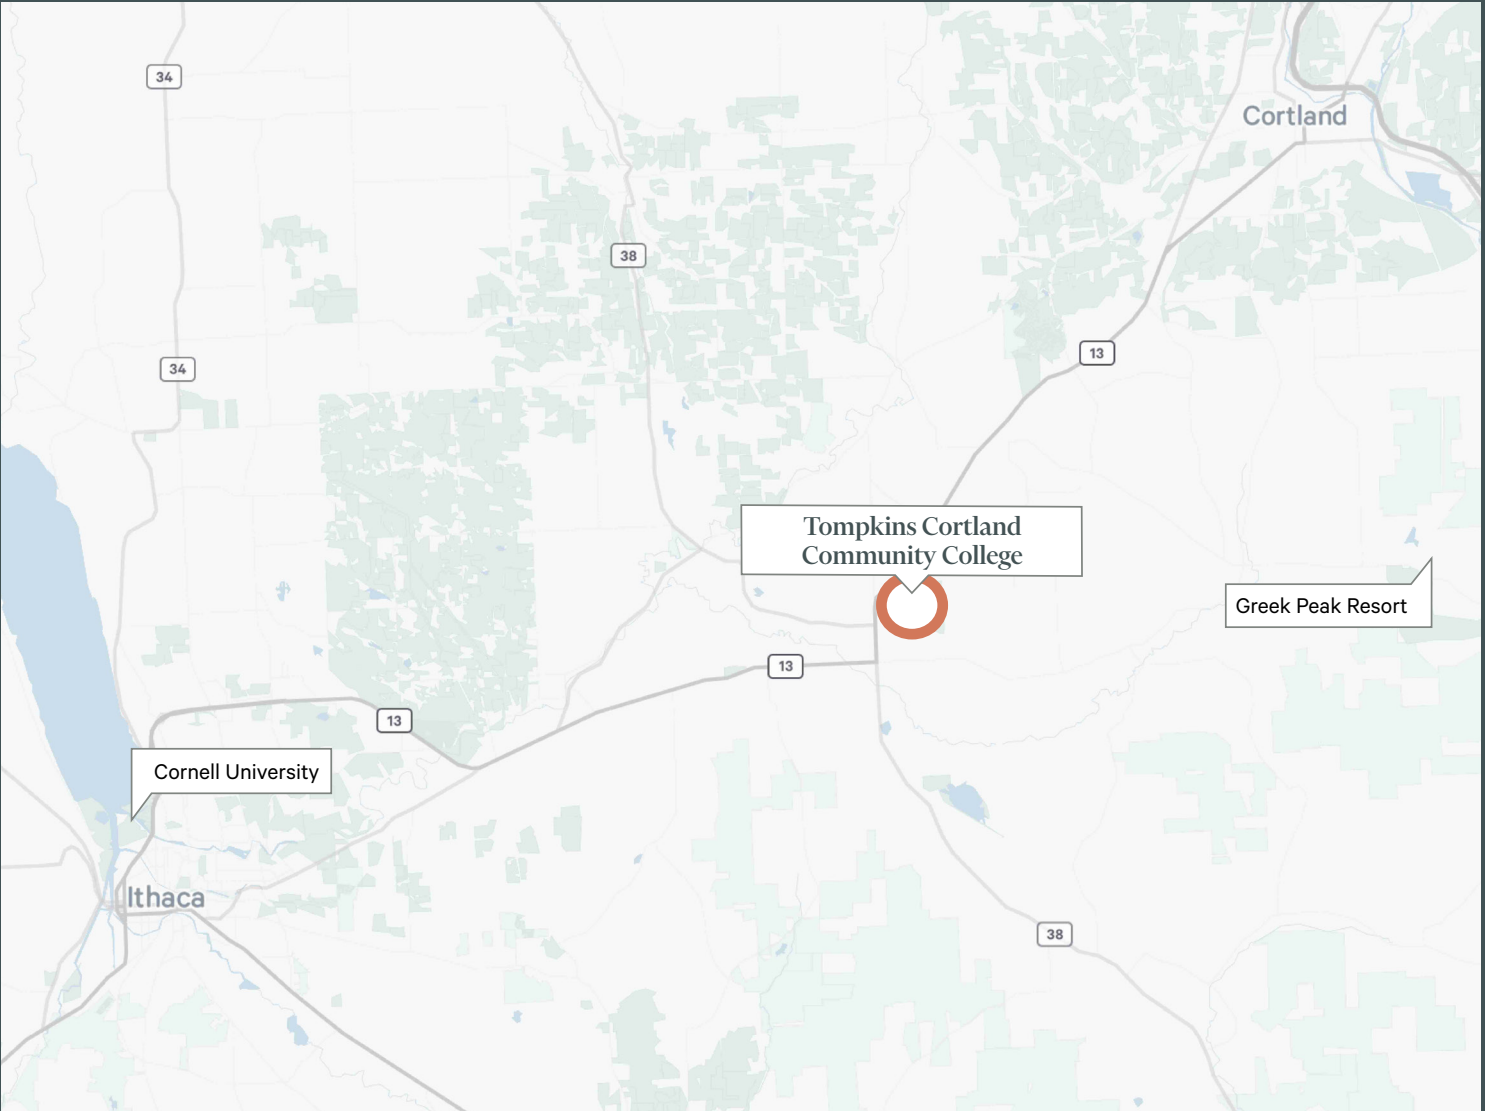 34
Cortland
38
13
34
Tompkins Cortland
Community College
Greek Peak Resort
13
13
Cornell University
Ithaca
38